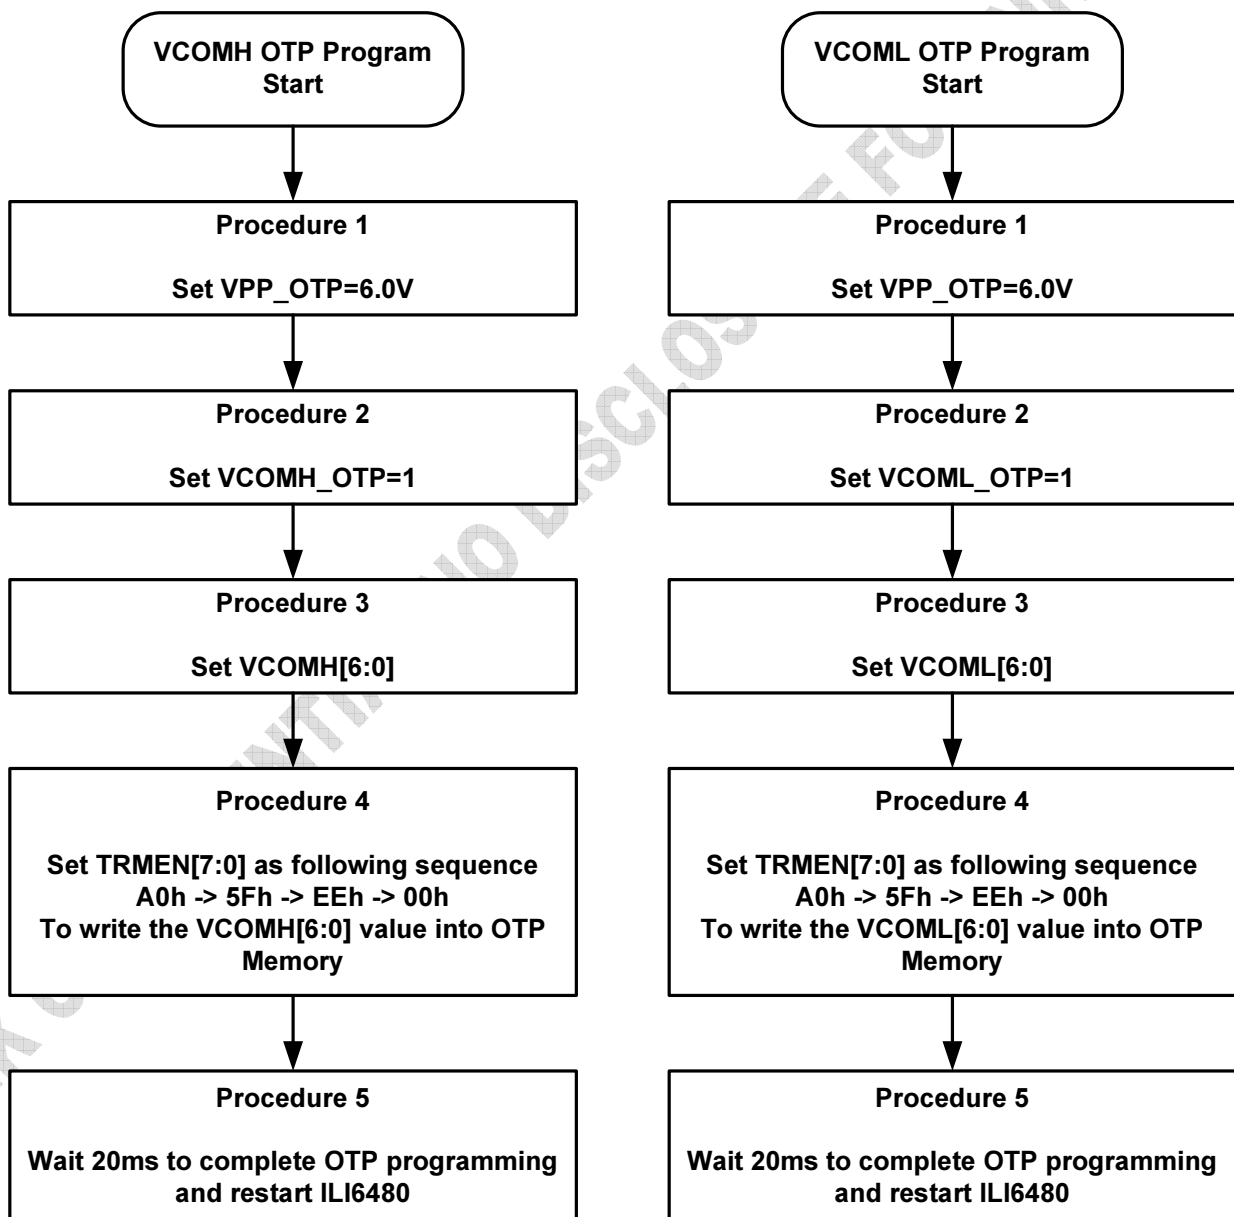 VCOMH OTP Program
Start
Procedure 1
Set VPP_OTP=6.0V
Procedure 2
Set VCOMH_OTP=1
Procedure 3
Set VCOMH[6:0]
Procedure 4
Set TRMEN[7:0] as following sequence
A0h -> 5Fh -> EEh -> 00h
To write the VCOMH[6:0] value into OTP
Memory
Procedure 5
Wait 20ms to complete OTP programming
and restart ILI6480
VCOML OTP Program
Start
Procedure 1
Set VPP_OTP=6.0V
Procedure 2
Set VCOML_OTP=1
Procedure 3
Set VCOML[6:0]
Procedure 4
Set TRMEN[7:0] as following sequence
A0h -> 5Fh -> EEh -> 00h
To write the VCOML[6:0] value into OTP
Memory
Procedure 5
Wait 20ms to complete OTP programming
and restart ILI6480
NO